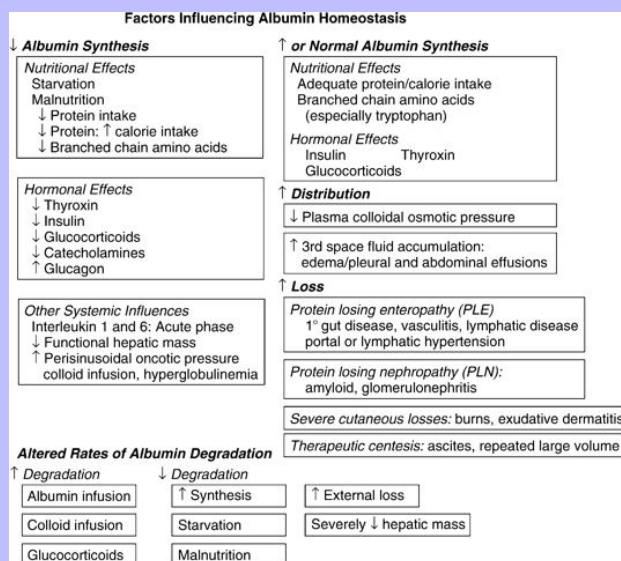 Factors Influencing Albumin Homeostasis
↓ Albumin Synthesis
Nutritional Effects
Starvation
Malnutrition
↓ Protein intake
↓ Protein: ↑ calorie intake
↓ Branched chain amino acids
Hormonal Effects
↓ Thyroxin
↓ Insulin
↓ Glucocorticoids
↓ Catecholamines
↑ Glucagon
Other Systemic Influences
Interleukin 1 and 6: Acute phase
↓ Functional hepatic mass
↑ Perisinusoidal oncotic pressure
colloid infusion, hyperglobulinemia
↑ or Normal Albumin Synthesis
Nutritional Effects
Adequate protein/calorie intake
Branched chain amino acids
(especially tryptophan)
Hormonal Effects
Insulin Thyroxin
Glucocorticoids
↑ Distribution
↓ Plasma colloidal osmotic pressure
↑ 3rd space fluid accumulation:
edema/pleural and abdominal effusions
↑ Loss
Protein losing enteropathy (PLE)
1° gut disease, vasculitis, lymphatic disease
portal or lymphatic hypertension
Protein losing nephropathy (PLN):
amyloid, glomerulonephritis
Severe cutaneous losses: burns, exudative dermatitis
Therapeutic centesis: ascites, repeated large volume
Altered Rates of Albumin Degradation
↑ Degradation
Albumin infusion
Colloid infusion
Glucocorticoids
↓ Degradation
↑ Synthesis
Starvation
Malnutrition
↑ External loss
Severely ↓ hepatic mass